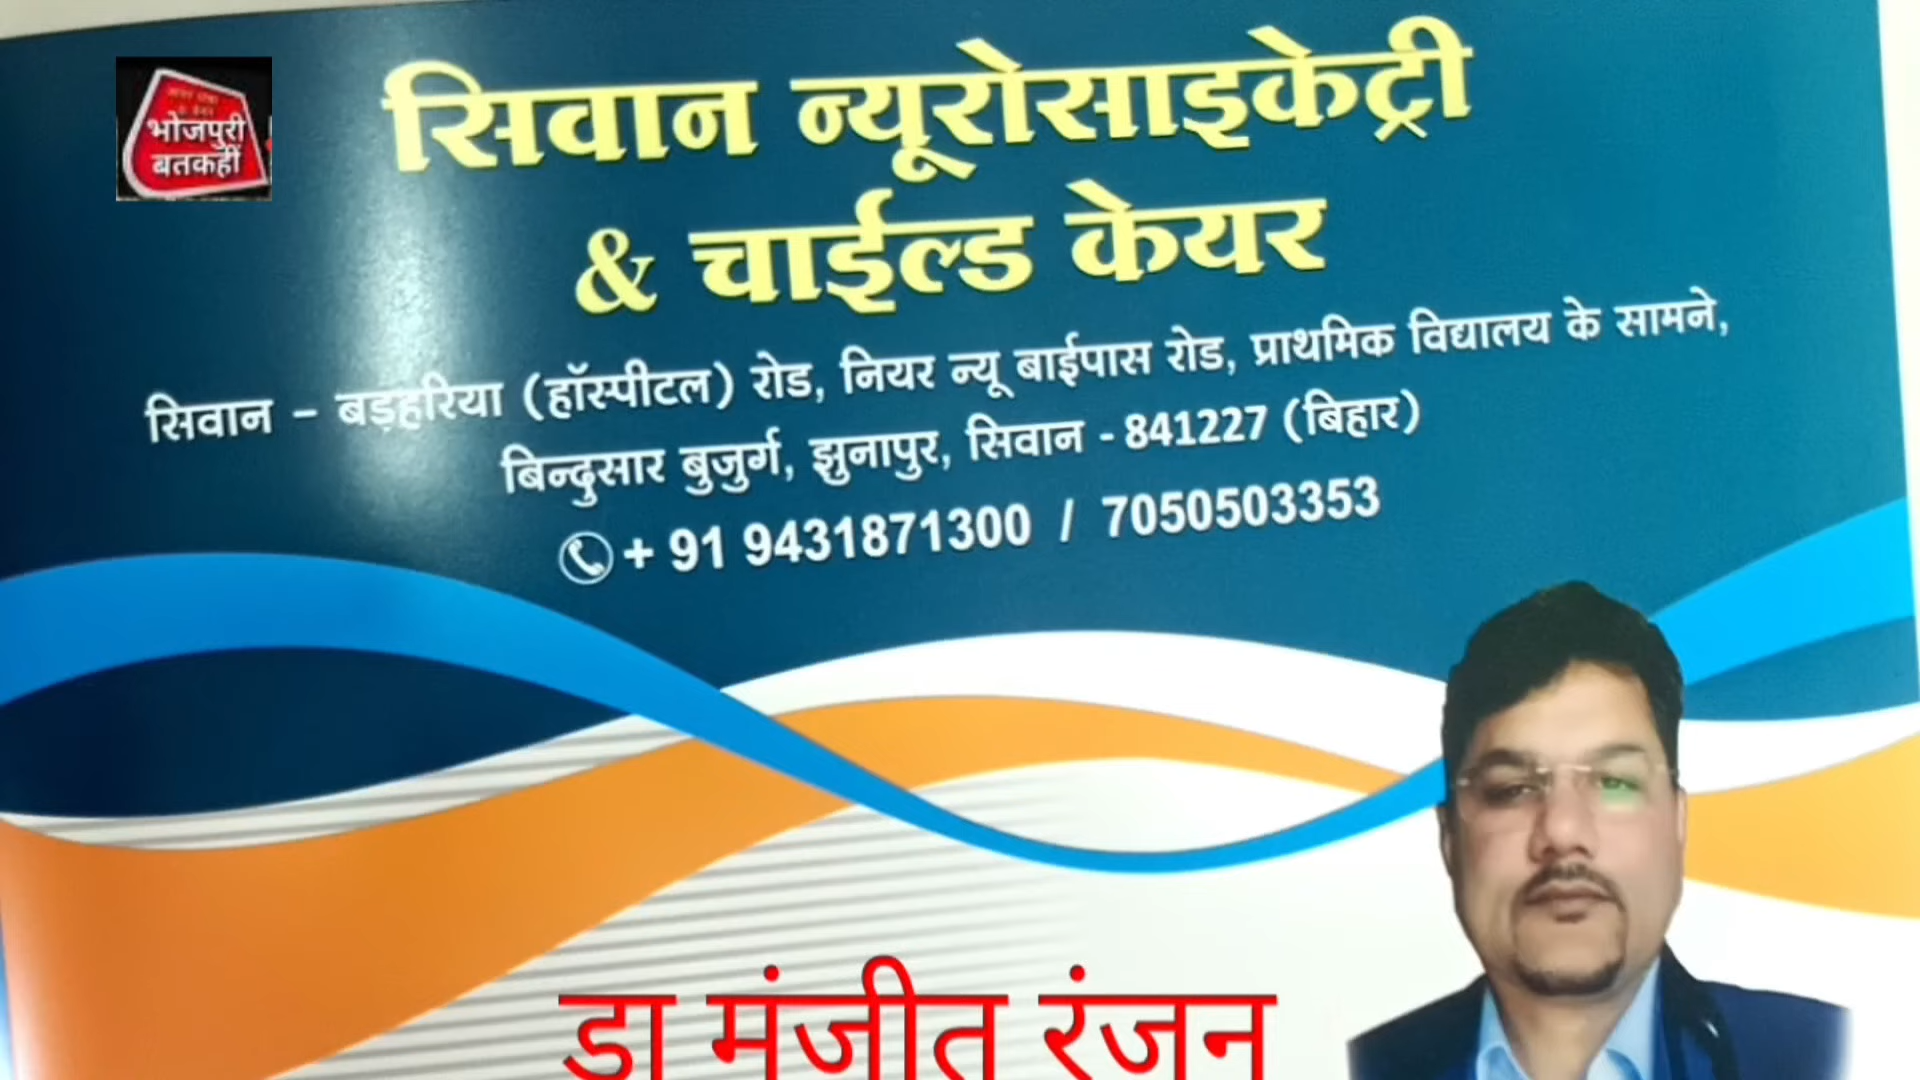 भोजपुरी
बतकहीं
सिवान न्यूरोसाइकेट्री
& चाईल्ड केयर
सिवान – बड़हरिया (हॉस्पीटल) रोड, नियर न्यू बाईपास रोड, प्राथमिक विद्यालय के सामने,
बिन्दुसार बुजुर्ग, झुनापुर, सिवान - 841227 (बिहार)
+ 91 9431871300 / 7050503353
डा मंजीत रंजन